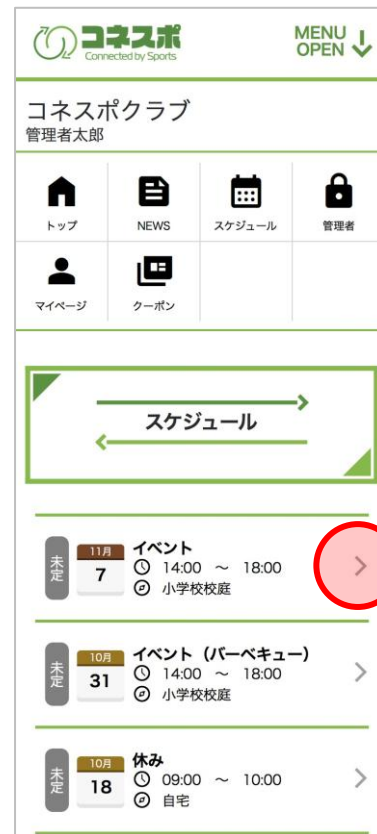 コネスポ
Connected by Sports
MENU
OPEN
コネスポクラブ
管理者太郎
トップ
NEWS
スケジュール
管理者
マイページ
クーポン
スケジュール
未定
11月
7
イベント
14:00 ～ 18:00
小学校校庭
未定
10月
31
イベント（バーベキュー）
14:00 ～ 18:00
小学校校庭
未定
10月
18
休み
09:00 ～ 10:00
自宅